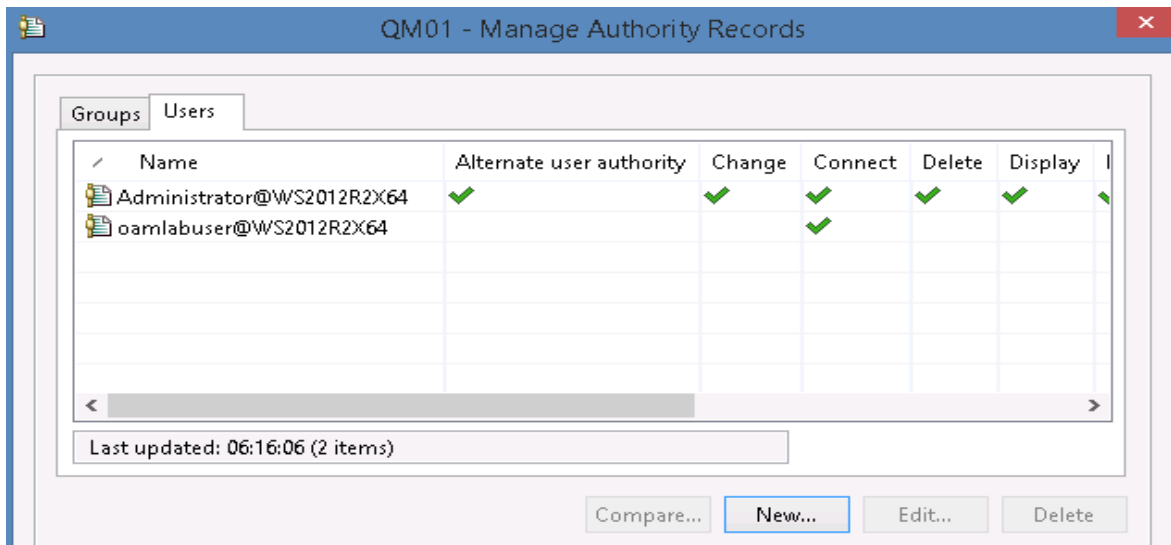 QM01 - Manage Authority Records
Groups Users
Name Alternate user authority Change Connect Delete Display
Administrator@WS2012R2X64
oamlabuser@WS2012R2X64
Last updated: 06:16:06 (2 items)
Compare... New... Edit... Delete